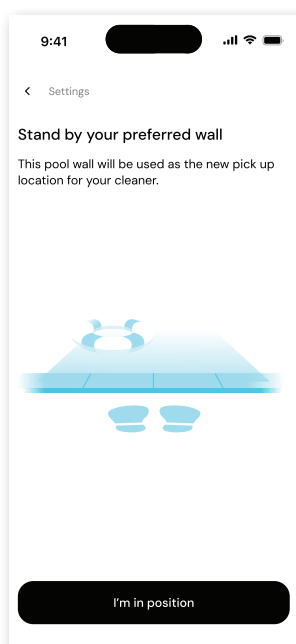 9:41
Settings
Stand by your preferred wall
This pool wall will be used as the new pick up
location for your cleaner.
I’m in position